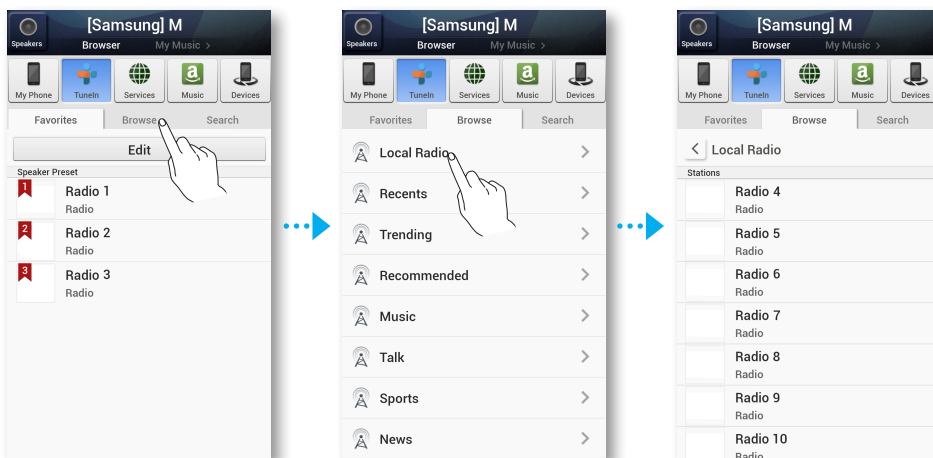 [Samsung] M
Speakers
Browser My Music >
My Phone TuneIn Services Music Devices
Favorites Browse Search
Edit
Speaker Preset
1 Radio 1
Radio
2 Radio 2
Radio
3 Radio 3
Radio
[Samsung] M
Speakers
Browser My Music >
My Phone TuneIn Services Music Devices
Favorites Browse Search
Local Radio
Recents
Trending
Recommended
Music
Talk
Sports
News
[Samsung] M
Speakers
Browser My Music >
My Phone TuneIn Services Music Devices
Favorites Browse Search
Local Radio
Stations
Radio 4
Radio
Radio 5
Radio
Radio 6
Radio
Radio 7
Radio
Radio 8
Radio
Radio 9
Radio
Radio 10
Radio